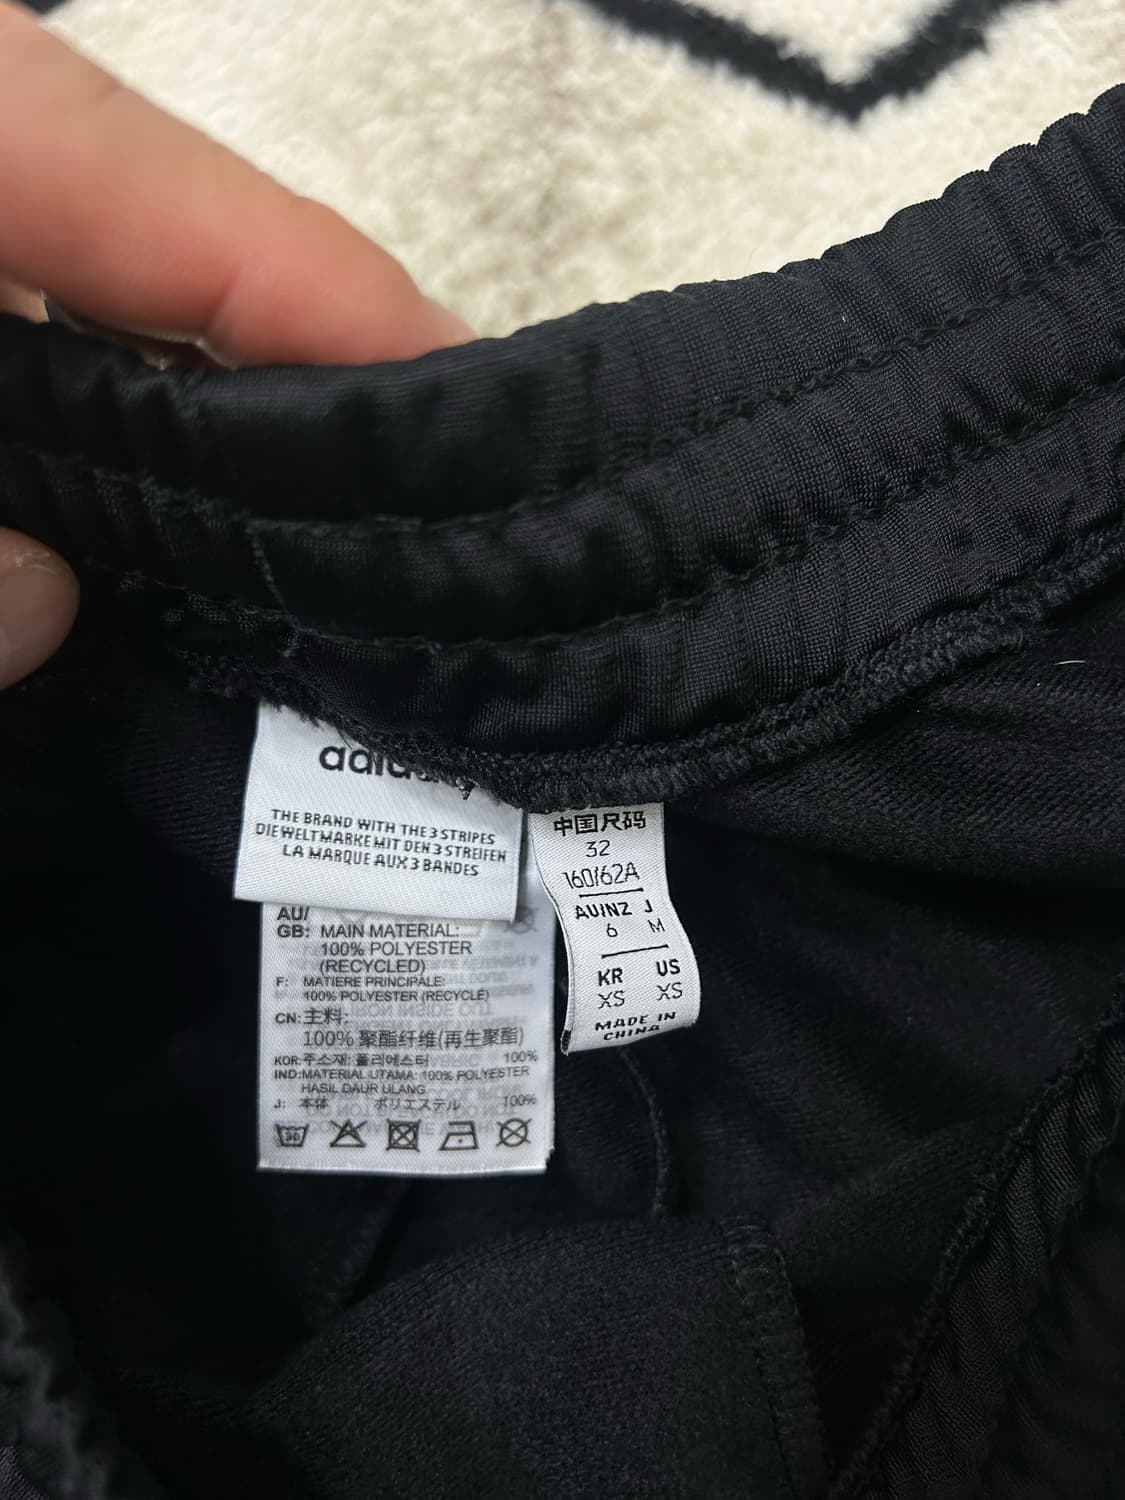 adidas
THE BRAND WITH THE 3 STRIPES
DIE WELTMARKE MIT DEN 3 STREIFEN
LA MARQUE AUX 3 BANDES
AU/
GB: MAIN MATERIAL:
100% POLYESTER
(RECYCLED)
F: MATIERE PRINCIPALE:
100% POLYESTER (RECYCLÉ)
CN: 主料:
100% 聚酯纤维(再生聚酯)
KOR: 주소재: 폴리에스터 100%
IND: MATERIAL UTAMA: 100% POLYESTER
HASIL DAUR ULANG
J: 本体 ポリエステル 100%
30
中国尺码
32
160/62A
AU/NZ J
6 M
KR US
XS XS
MADE IN
CHINA